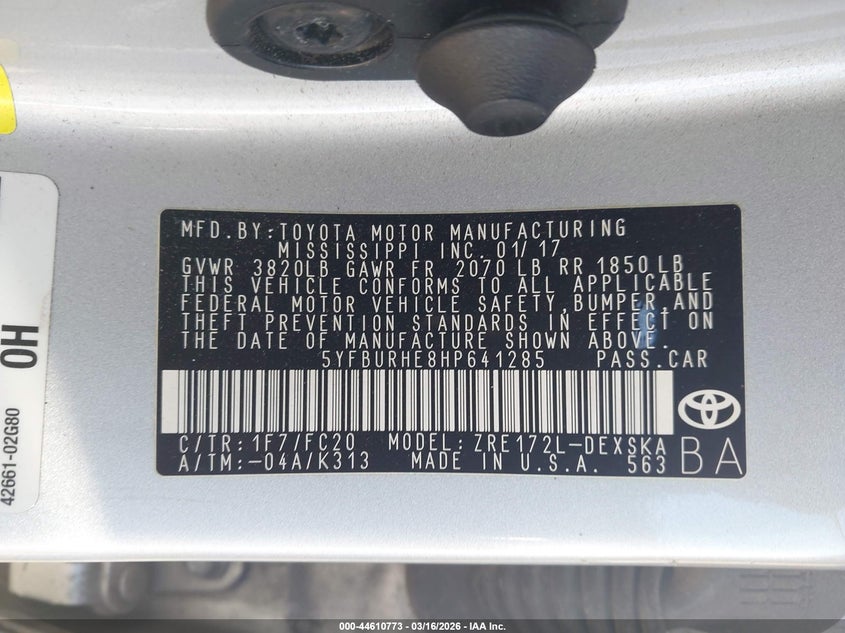 MFD.BY:TOYOTA MOTOR MANUFACTURING
MISSISSIPPI INC. 01/17
GVWR 3820LB GAWR FR 2070 LB RR 1850LB
THIS VEHICLE CONFORMS TO ALL APPLICABLE
FEDERAL MOTOR VEHICLE SAFETY,BUMPER,AND
THEFT PREVENTION STANDARDS IN EFFECT ON
THE DATE OF MANUFACTURE SHOWN ABOVE.
5YFBURHE8HP641285 PASS.CAR
C/TR:1F7/FC20 MODEL:ZRE172L-DEXSKA
A/TM:-04A/K313 MADE IN U.S.A. 563
BA
OH
42661-02G80
000-44610773 - 03/16/2026 - IAA Inc.